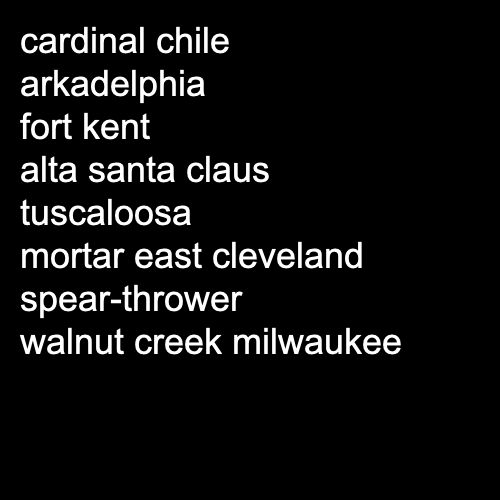 cardinal chile
arkadelphia
fort kent
alta santa claus
tuscaloosa
mortar east cleveland
spear-thrower
walnut creek milwaukee